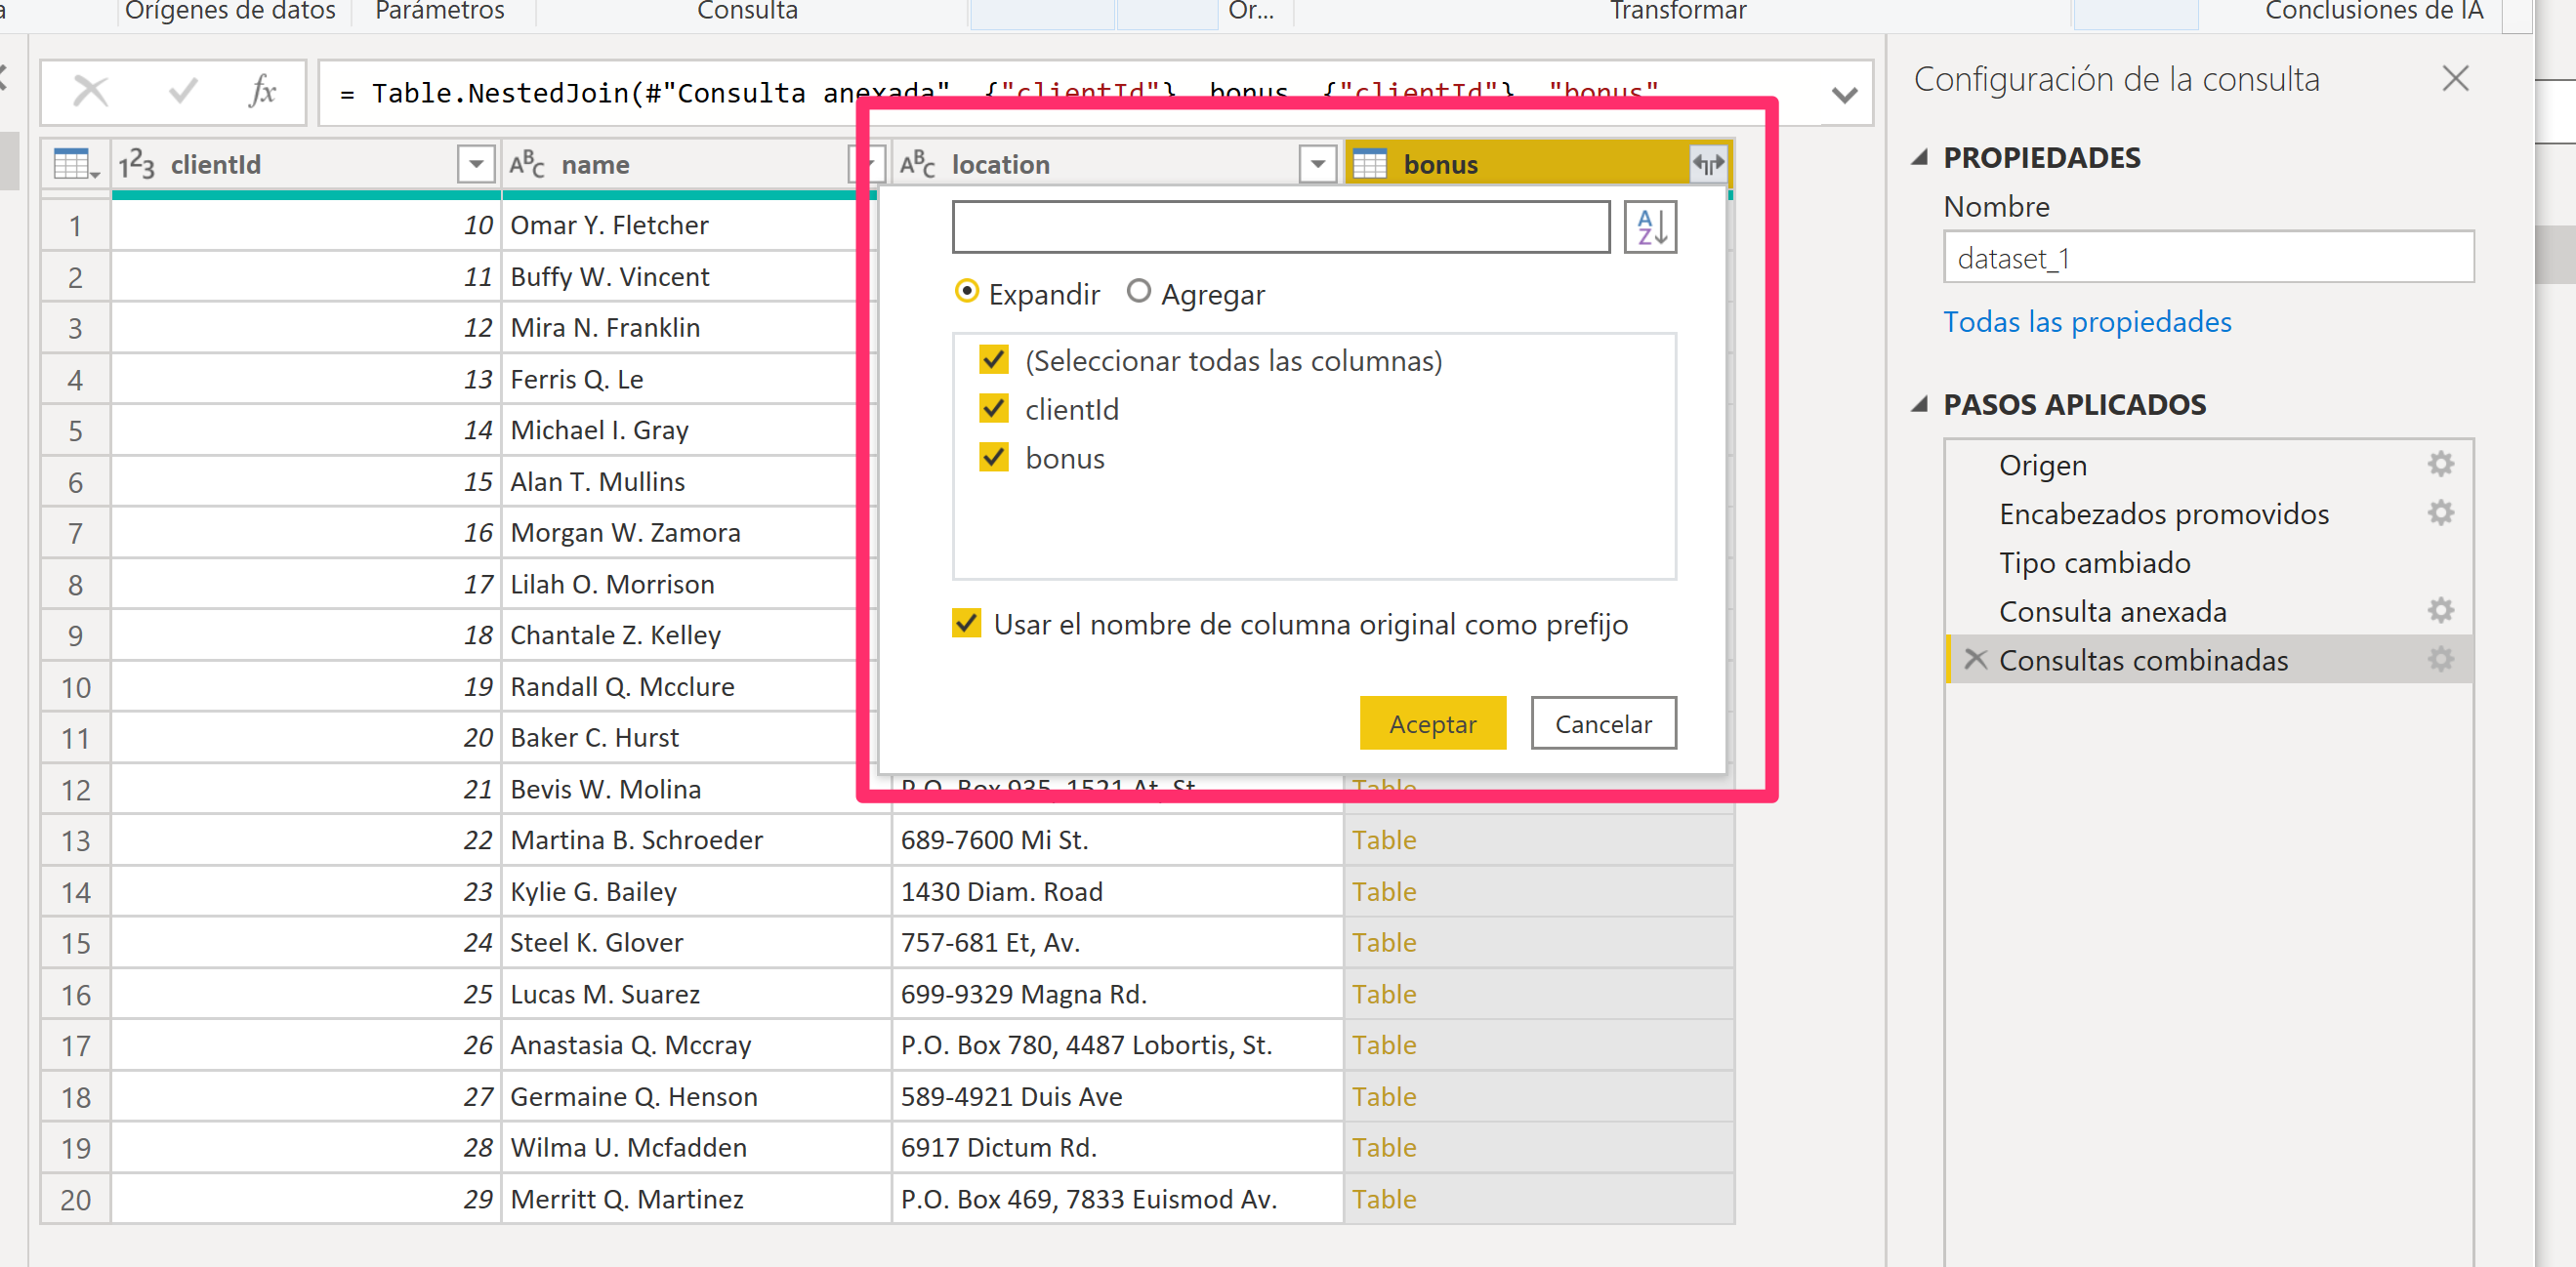 Orígenes de datos Parámetros Consulta Or... Transformar Conclusiones de IA
fx = Table.NestedJoin(#"Consulta anexada" {"clientId"} bonus {"clientId"} "bonus"
Configuración de la consulta
1 2 3 clientId ABC name ABC location bonus
PROPIEDADES
Nombre
dataset_1
Todas las propiedades
PASOS APLICADOS
Origen
Encabezados promovidos
Tipo cambiado
Consulta anexada
Consultas combinadas
AZ
Expandir Agregar
(Seleccionar todas las columnas)
clientId
bonus
Usar el nombre de columna original como prefijo
Aceptar Cancelar
1 10 Omar Y. Fletcher
2 11 Buffy W. Vincent
3 12 Mira N. Franklin
4 13 Ferris Q. Le
5 14 Michael I. Gray
6 15 Alan T. Mullins
7 16 Morgan W. Zamora
8 17 Lilah O. Morrison
9 18 Chantale Z. Kelley
10 19 Randall Q. Mcclure
11 20 Baker C. Hurst
12 21 Bevis W. Molina P.O. Box 935, 1521 At, St. Table
13 22 Martina B. Schroeder 689-7600 Mi St. Table
14 23 Kylie G. Bailey 1430 Diam. Road Table
15 24 Steel K. Glover 757-681 Et, Av. Table
16 25 Lucas M. Suarez 699-9329 Magna Rd. Table
17 26 Anastasia Q. Mccray P.O. Box 780, 4487 Lobortis, St. Table
18 27 Germaine Q. Henson 589-4921 Duis Ave Table
19 28 Wilma U. Mcfadden 6917 Dictum Rd. Table
20 29 Merritt Q. Martinez P.O. Box 469, 7833 Euismod Av. Table